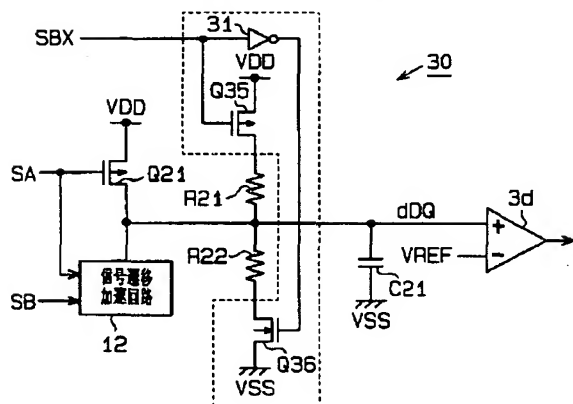 31
SBX
VDD
30
Q35
VDD
SA
Q21
R21
dDQ
3d
+
VREF
−
R22
信号遷移
加速回路
SB
C21
VSS
12
Q36
VSS